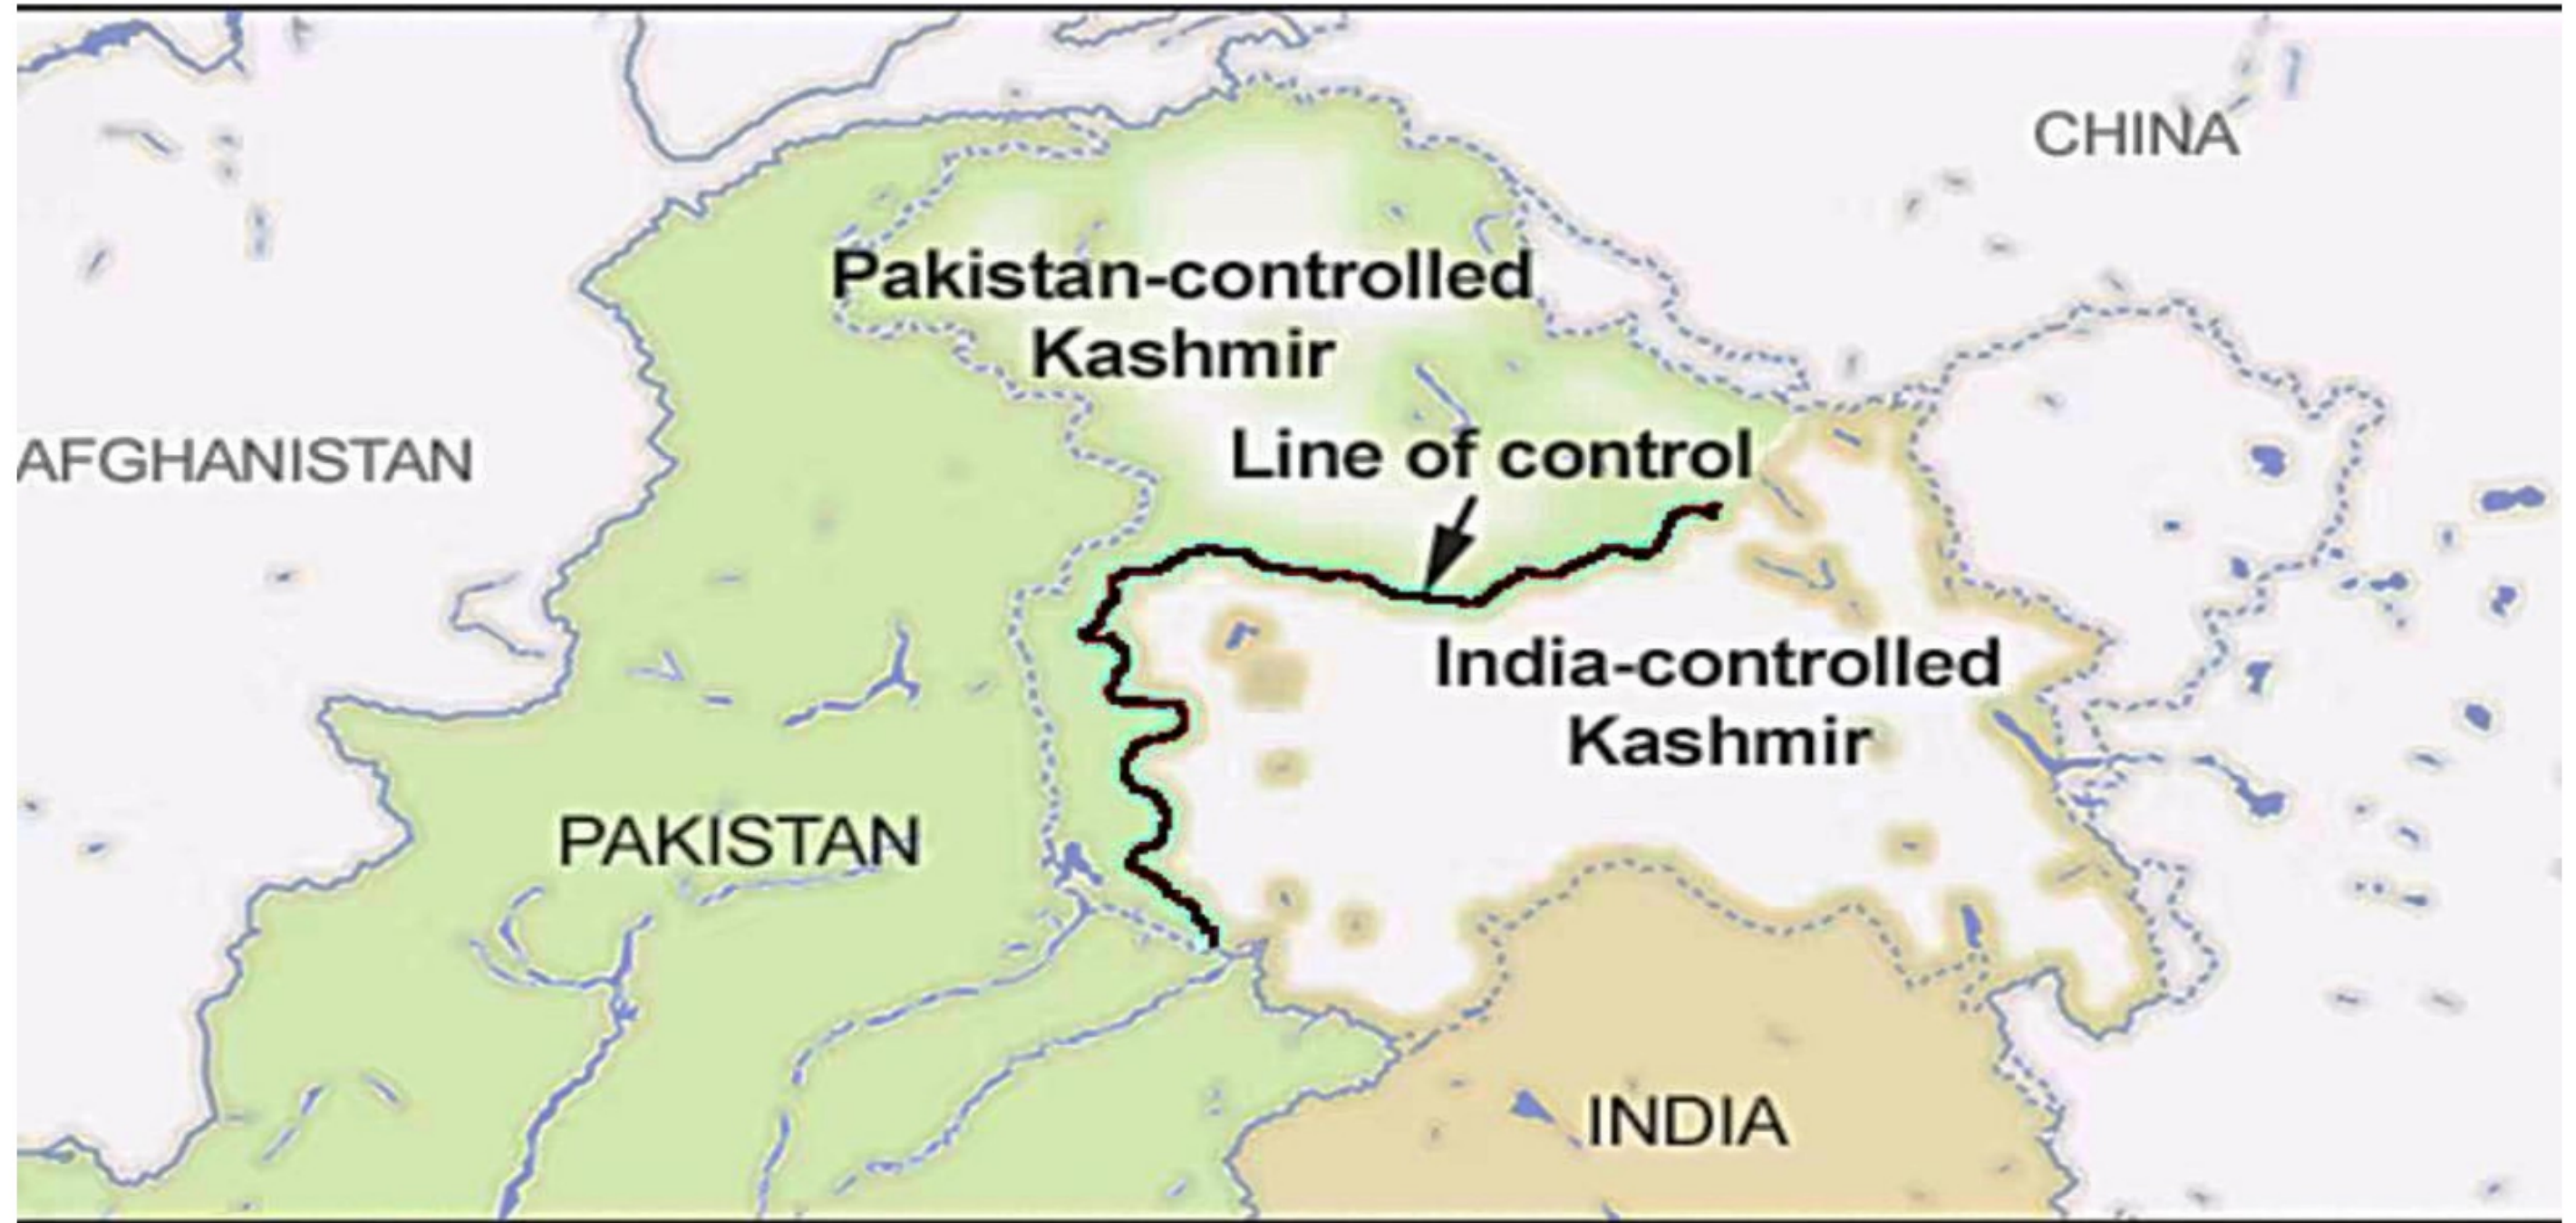 CHINA
Pakistan-controlled
Kashmir
Line of control
AFGHANISTAN
India-controlled
Kashmir
PAKISTAN
INDIA